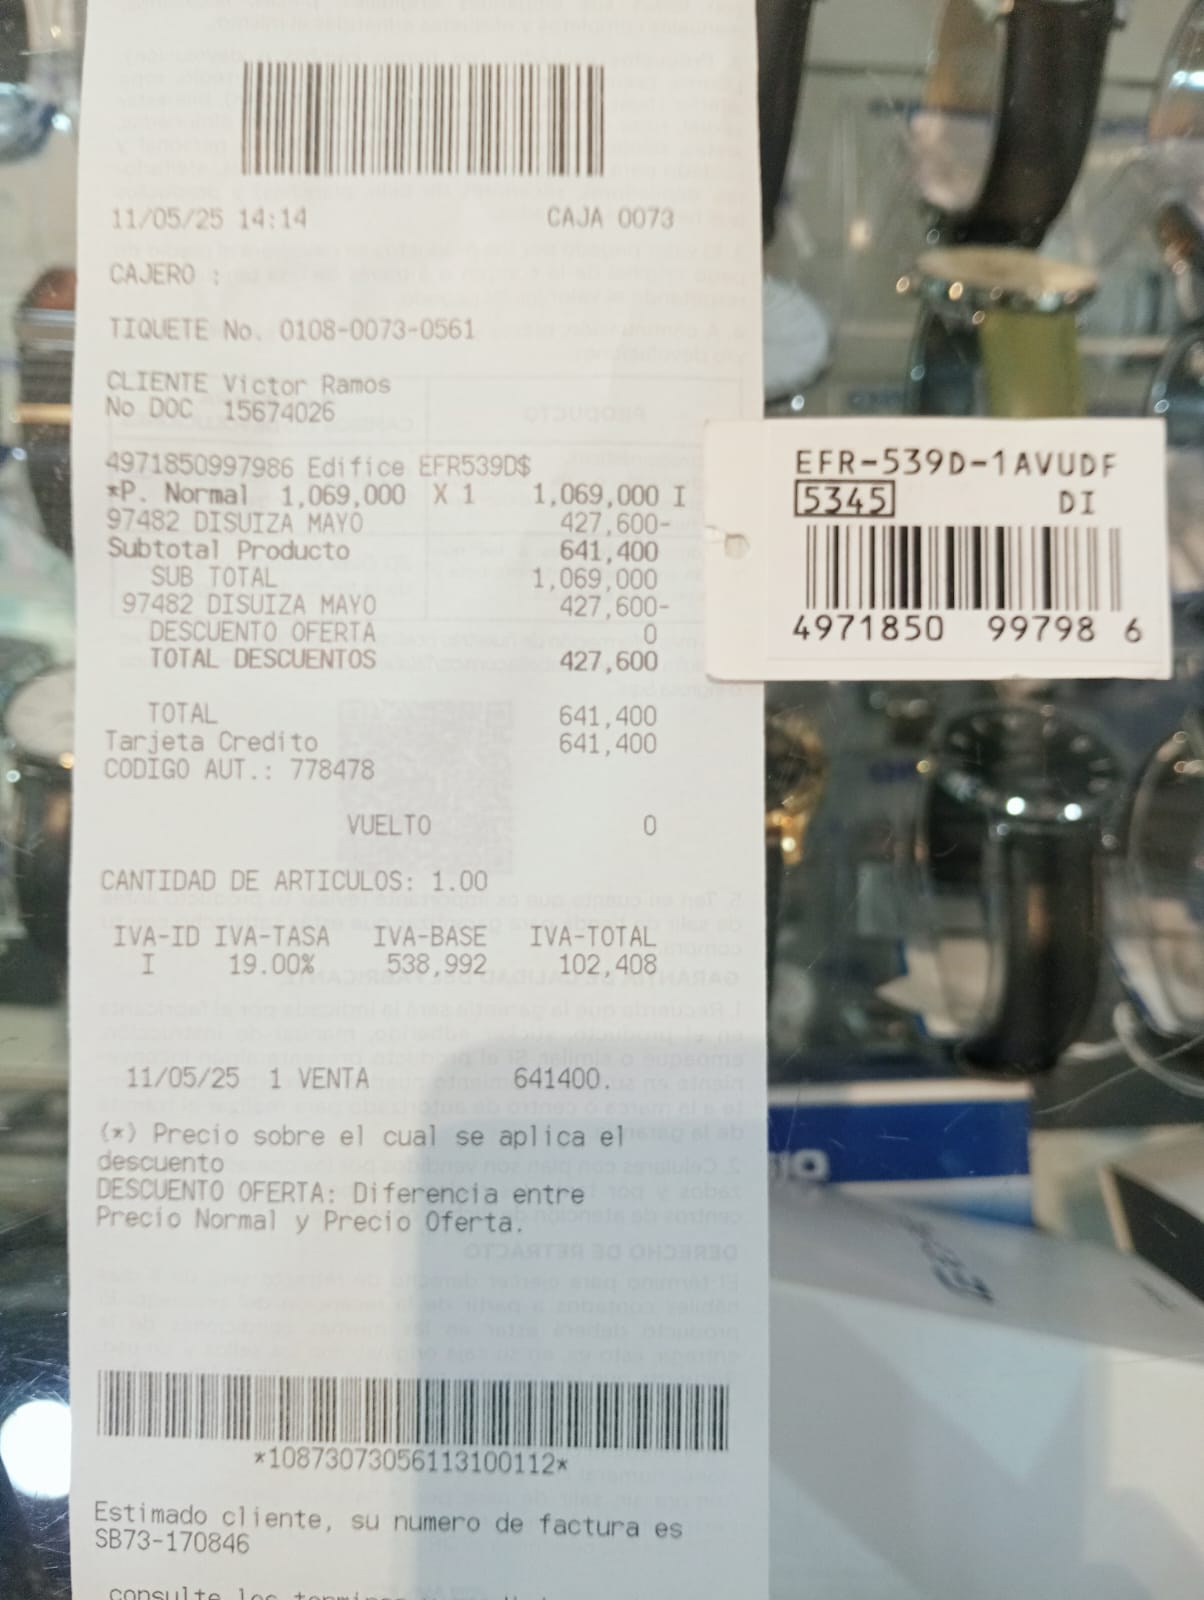 11/05/25 14:14 CAJA 0073
CAJERO :
TIQUETE No. 0108-0073-0561
CLIENTE Victor Ramos
No DOC 15674026
4971850997986 Edifice EFR539D$
*P. Normal 1,069,000 X 1 1,069,000 I
97482 DISUIZA MAYO 427,600-
Subtotal Producto 641,400
SUB TOTAL 1,069,000
97482 DISUIZA MAYO 427,600-
DESCUENTO OFERTA 0
TOTAL DESCUENTOS 427,600
TOTAL 641,400
Tarjeta Credito 641,400
CODIGO AUT.: 778478
VUELTO 0
CANTIDAD DE ARTICULOS: 1.00
IVA-ID IVA-TASA IVA-BASE IVA-TOTAL
I 19.00% 538,992 102,408
11/05/25 1 VENTA 641400.
(*) Precio sobre el cual se aplica el
descuento
DESCUENTO OFERTA: Diferencia entre
Precio Normal y Precio Oferta.
*10873073056113100112*
Estimado cliente, su numero de factura es
SB73-170846
consulte los terminos
EFR-539D-1AVUDF
5345 DI
4971850 99798 6